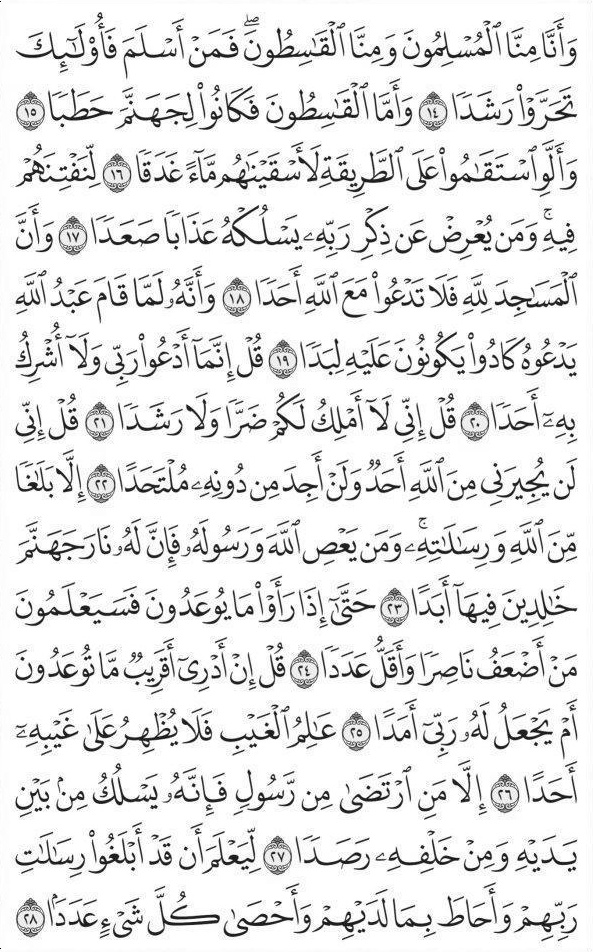 وَأَنَّا مِنَّا ٱلۡمُسۡلِمُونَ وَمِنَّا ٱلۡقَٰسِطُونَۖ فَمَنۡ أَسۡلَمَ فَأُوْلَٰٓئِكَ
تَحَرَّوۡاْ رَشَدٗا ١٤ وَأَمَّا ٱلۡقَٰسِطُونَ فَكَانُواْ لِجَهَنَّمَ حَطَبٗا ١٥
وَأَلَّوِ ٱسۡتَقَٰمُواْ عَلَى ٱلطَّرِيقَةِ لَأَسۡقَيۡنَٰهُم مَّآءً غَدَقٗا ١٦ لِّنَفۡتِنَهُمۡ
فِيهِۚ وَمَن يُعۡرِضۡ عَن ذِكۡرِ رَبِّهِۦ يَسۡلُكۡهُ عَذَابٗا صَعَدٗا ١٧ وَأَنَّ
ٱلۡمَسَٰجِدَ لِلَّهِ فَلَا تَدۡعُواْ مَعَ ٱللَّهِ أَحَدٗا ١٨ وَأَنَّهُۥ لَمَّا قَامَ عَبۡدُ ٱللَّهِ
يَدۡعُوهُ كَادُواْ يَكُونُونَ عَلَيۡهِ لِبَدٗا ١٩ قُلۡ إِنَّمَآ أَدۡعُواْ رَبِّي وَلَآ أُشۡرِكُ
بِهِۦٓ أَحَدٗا ٢٠ قُلۡ إِنِّي لَآ أَمۡلِكُ لَكُمۡ ضَرّٗا وَلَا رَشَدٗا ٢١ قُلۡ إِنِّي
لَن يُجِيرَنِي مِنَ ٱللَّهِ أَحَدٞ وَلَنۡ أَجِدَ مِن دُونِهِۦ مُلۡتَحَدًا ٢٢ إِلَّا بَلَٰغٗا
مِّنَ ٱللَّهِ وَرِسَٰلَٰتِهِۦۚ وَمَن يَعۡصِ ٱللَّهَ وَرَسُولَهُۥ فَإِنَّ لَهُۥ نَارَ جَهَنَّمَ
خَٰلِدِينَ فِيهَآ أَبَدًا ٢٣ حَتَّىٰٓ إِذَا رَأَوۡاْ مَا يُوعَدُونَ فَسَيَعۡلَمُونَ
مَنۡ أَضۡعَفُ نَاصِرٗا وَأَقَلُّ عَدَدٗا ٢٤ قُلۡ إِنۡ أَدۡرِيٓ أَقَرِيبٞ مَّا تُوعَدُونَ
أَمۡ يَجۡعَلُ لَهُۥ رَبِّيٓ أَمَدًا ٢٥ عَٰلِمُ ٱلۡغَيۡبِ فَلَا يُظۡهِرُ عَلَىٰ غَيۡبِهِۦٓ
أَحَدًا ٢٦ إِلَّا مَنِ ٱرۡتَضَىٰ مِن رَّسُولٖ فَإِنَّهُۥ يَسۡلُكُ مِنۢ بَيۡنِ
يَدَيۡهِ وَمِنۡ خَلۡفِهِۦ رَصَدٗا ٢٧ لِّيَعۡلَمَ أَن قَدۡ أَبۡلَغُواْ رِسَٰلَٰتِ
رَبِّهِمۡ وَأَحَاطَ بِمَا لَدَيۡهِمۡ وَأَحۡصَىٰ كُلَّ شَيۡءٍ عَدَدَۢا ٢٨